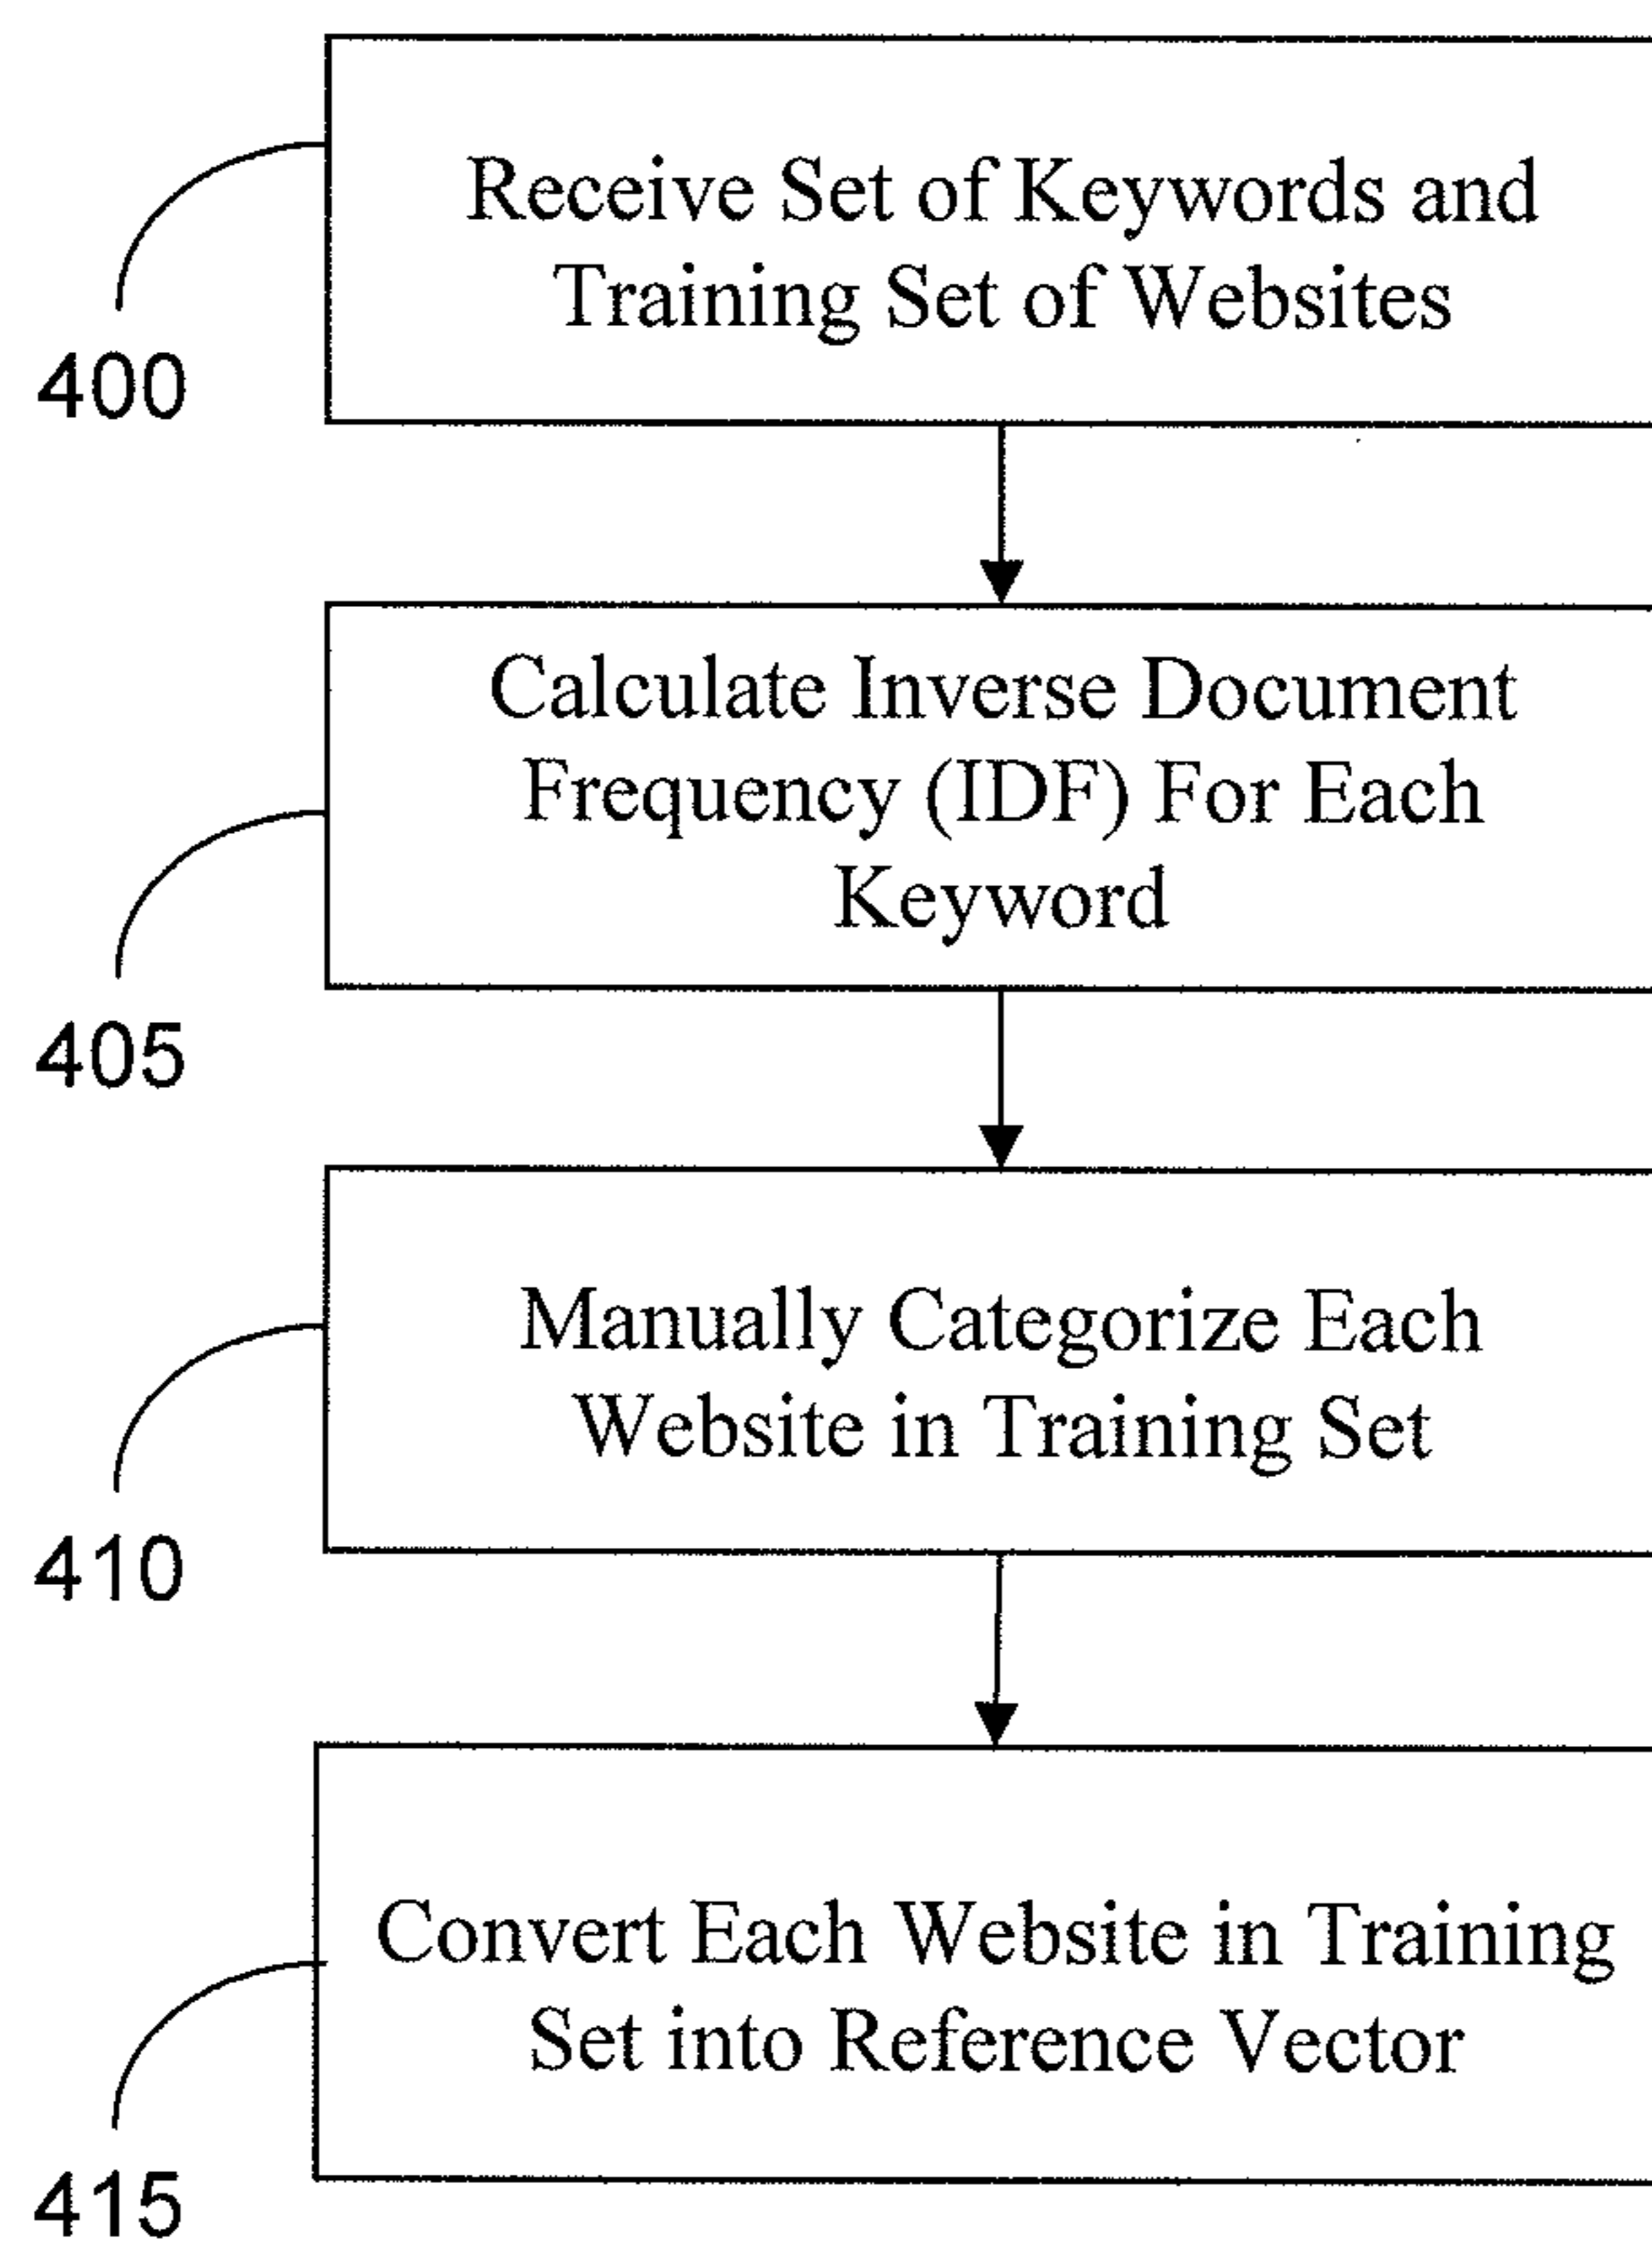 Receive Set of Keywords and
Training Set of Websites
400
Calculate Inverse Document
Frequency (IDF) For Each
Keyword
405
Manually Categorize Each
Website in Training Set
410
Convert Each Website in Training
Set into Reference Vector
415